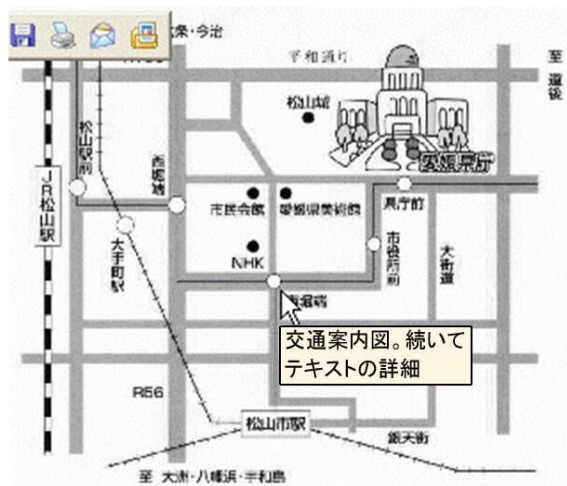 条・今治
平和通り
至 道後
松山城
松山駅前
愛媛県庁
西堀端
JR松山駅
市民会館
愛媛県美術館
県庁前
大手町駅
NHK
市役所前
大街道
南堀端
交通案内図。続いて
テキストの詳細
R56
松山市駅
銀天街
至 大洲・八幡浜・宇和島